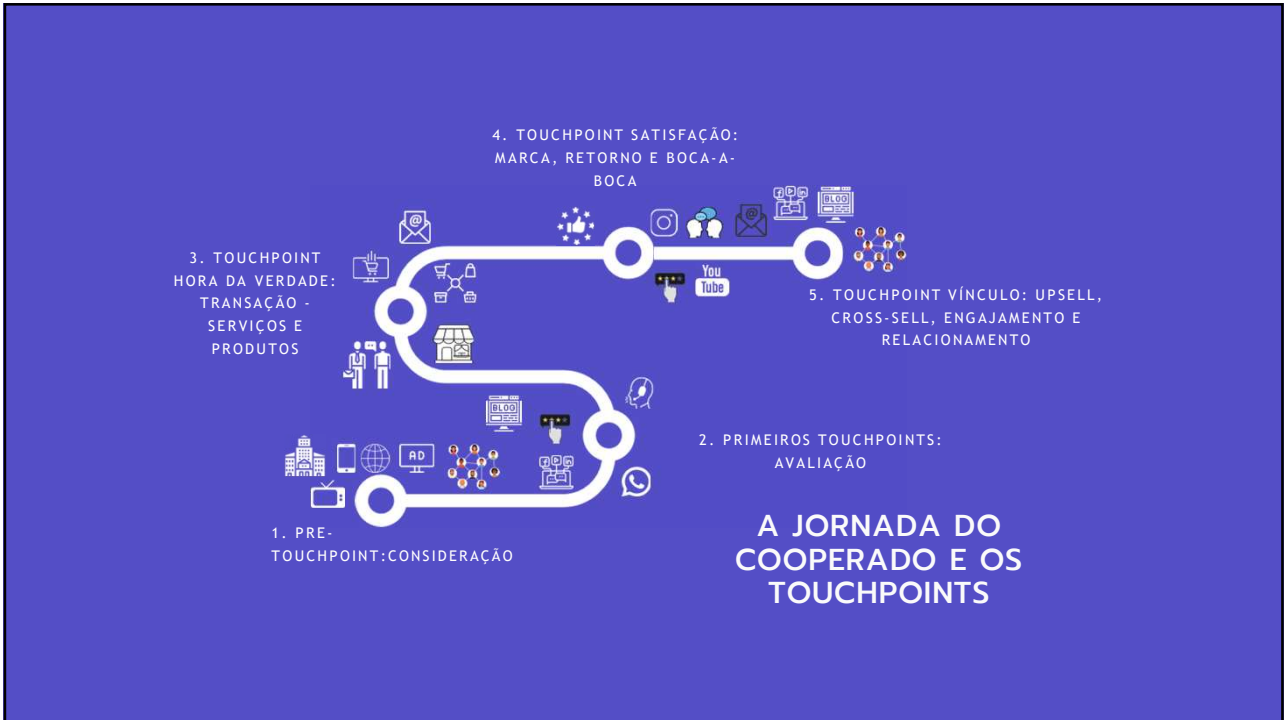 4. TOUCHPOINT SATISFAÇÃO:
MARCA, RETORNO E BOCA-A-
BOCA
BLOG
3. TOUCHPOINT
HORA DA VERDADE:
TRANSAÇÃO -
SERVIÇOS E
PRODUTOS
You
Tube
5. TOUCHPOINT VÍNCULO: UPSELL,
CROSS-SELL, ENGAJAMENTO E
RELACIONAMENTO
BLOG
AD
2. PRIMEIROS TOUCHPOINTS:
AVALIAÇÃO
1. PRE-
TOUCHPOINT:CONSIDERAÇÃO
A JORNADA DO
COOPERADO E OS
TOUCHPOINTS